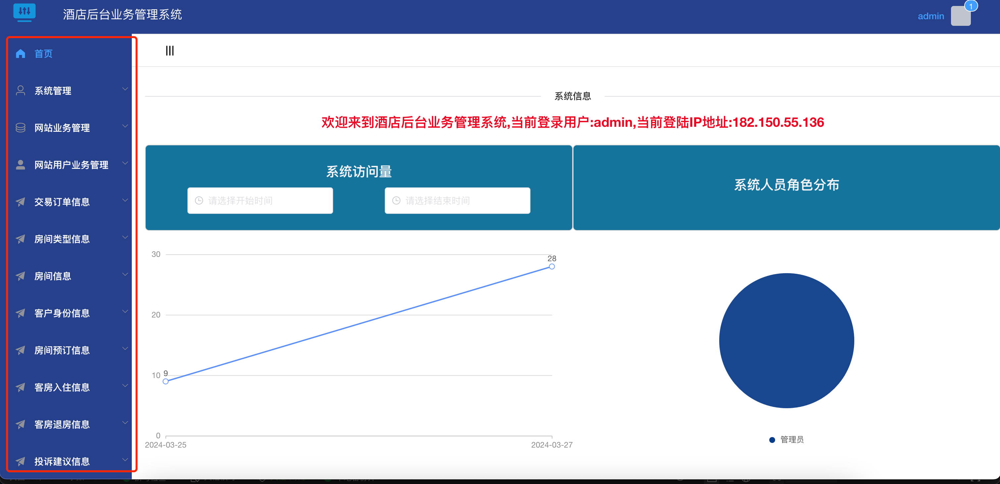 酒店后台业务管理系统
admin
1
首页
系统管理
网站业务管理
网站用户业务管理
交易订单信息
房间类型信息
房间信息
客户身份信息
房间预订信息
客房入住信息
客房退房信息
投诉建议信息
系统信息
欢迎来到酒店后台业务管理系统,当前登录用户:admin,当前登陆IP地址:182.150.55.136
系统访问量
请选择开始时间
请选择结束时间
系统人员角色分布
30
28
20
10
9
0
2024-03-25
2024-03-27
管理员